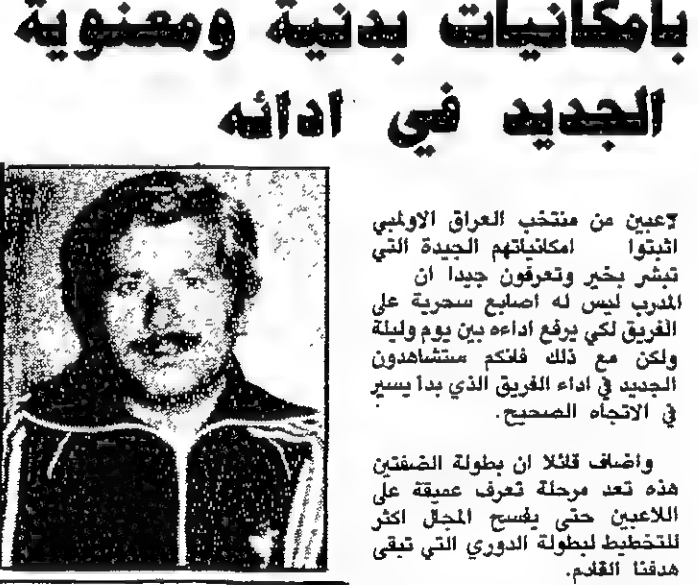 بامكانيات بدنية ومعنوية
الجديد في ادائه
لاعبين من منتخب العراق الاولمبي
اثبتوا امكانياتهم الجيدة التي
تبشر بخير وتعرفون جيدا ان
المدرب ليس له اصابع سحرية على
الفريق لكي يرفع اداءه بين يوم وليلة
ولكن مع ذلك فانكم ستشاهدون
الجديد في اداء الفريق الذي بدأ يسير
في الاتجاه الصحيح.
واضاف قائلا ان بطولة الضفتين
هذه تعد مرحلة تعرف عميقة على
اللاعبين حتى يفسح المجال اكثر
للتخطيط لبطولة الدوري التي تبقى
هدفنا القادم.